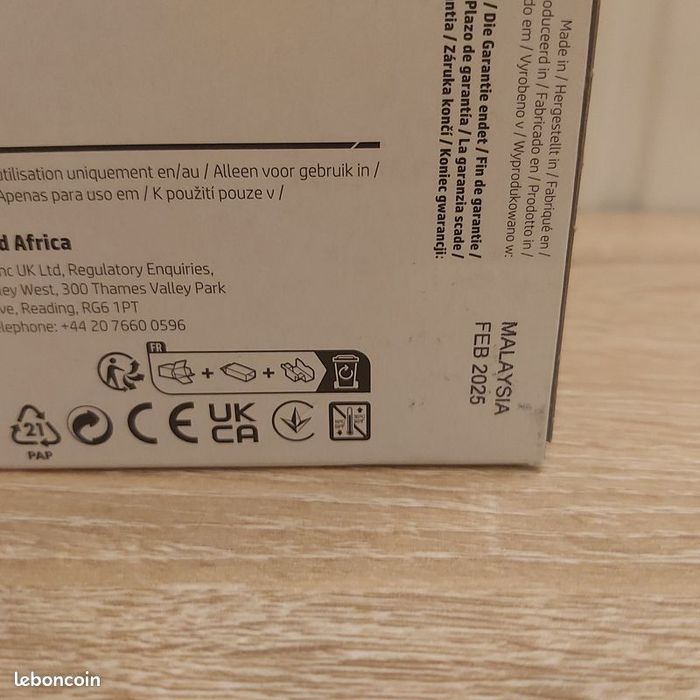 utilisation uniquement en/au / Alleen voor gebruik in /
Apenas para uso em / K použití pouze v /
d Africa
nc UK Ltd, Regulatory Enquiries,
ley West, 300 Thames Valley Park
ve, Reading, RG6 1PT
elephone: +44 20 7660 0596
FR
21
PAP
CE
UK
CA
Made in / Hergestellt in / Fabriqué en /
oduceerd in / Fabricado en / Prodotto in /
do em / Vyrobeno v / Wyprodukowano w:
MALAYSIA
/ Die Garantie endet / Fin de garantie /
Plazo de garantía / La garanzia scade /
ntia / Záruka končí / Koniec gwarancji:
FEB 2025
leboncoin